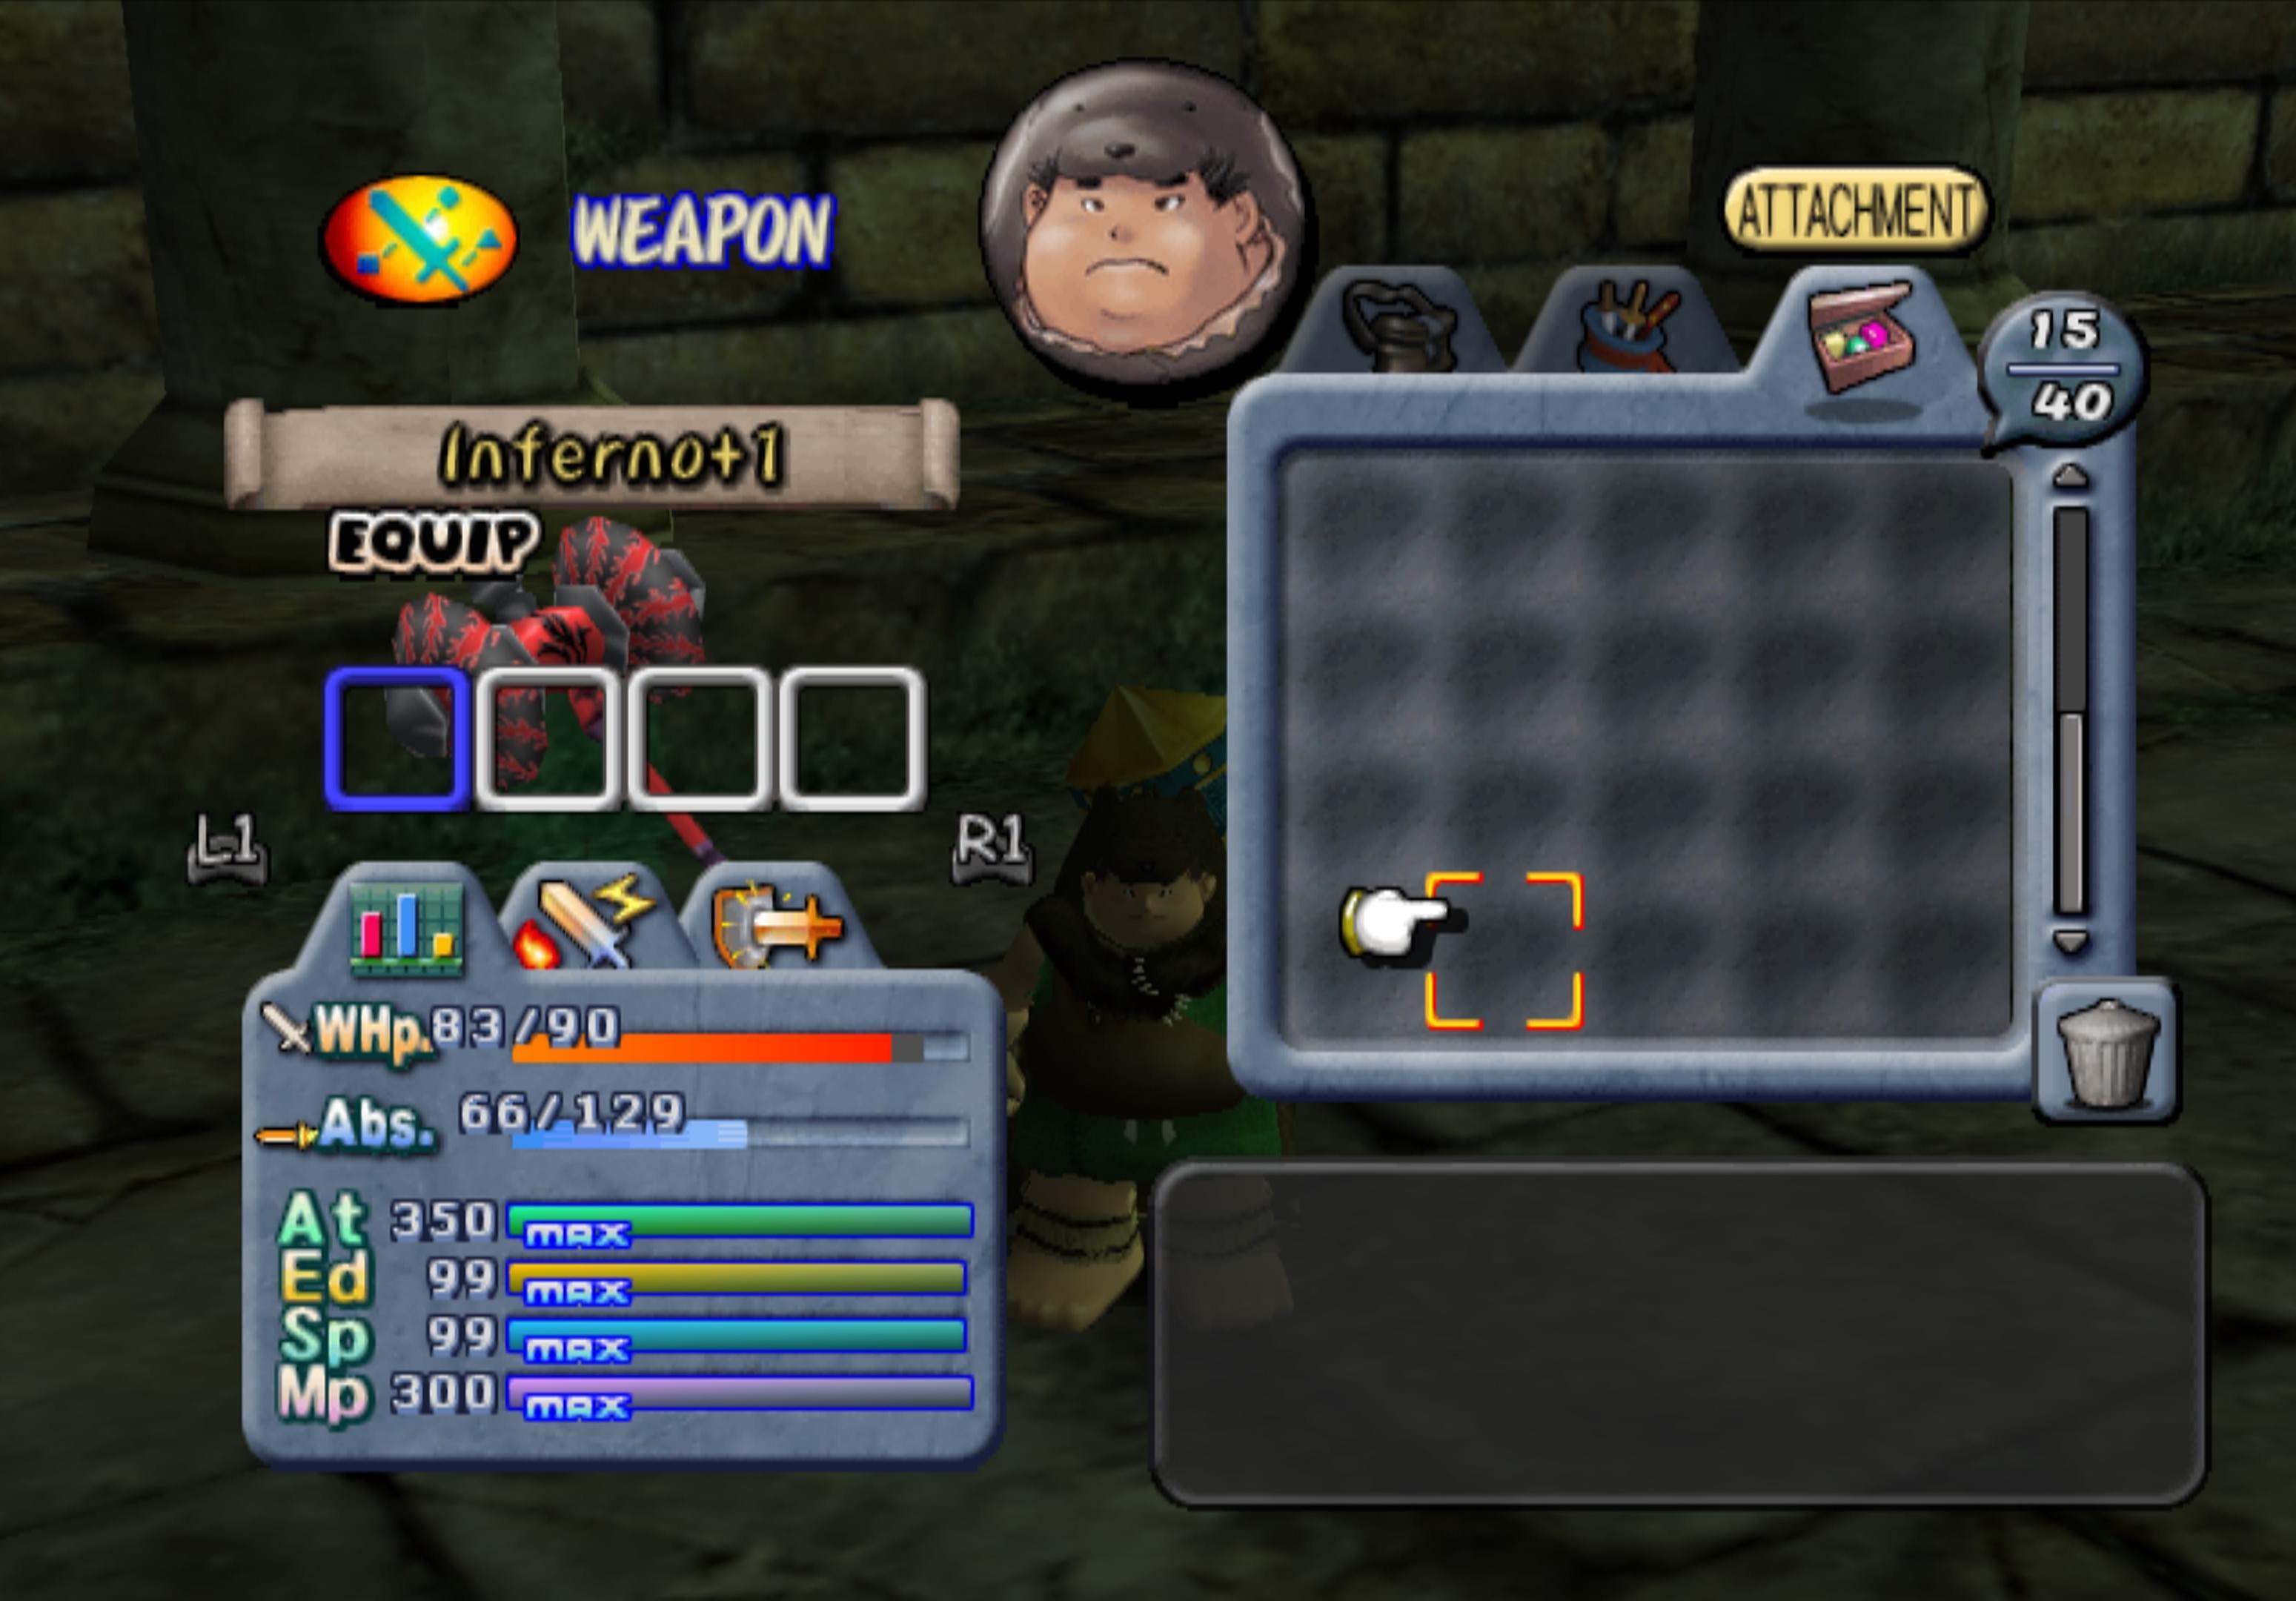 WEAPON
ATTACHMENT
15
40
Inferno+1
EQUIP
L1
R1
WHp. 83/90
Abs. 66/129
At 350 max
Ed 99 max
Sp 99 max
Mp 300 max